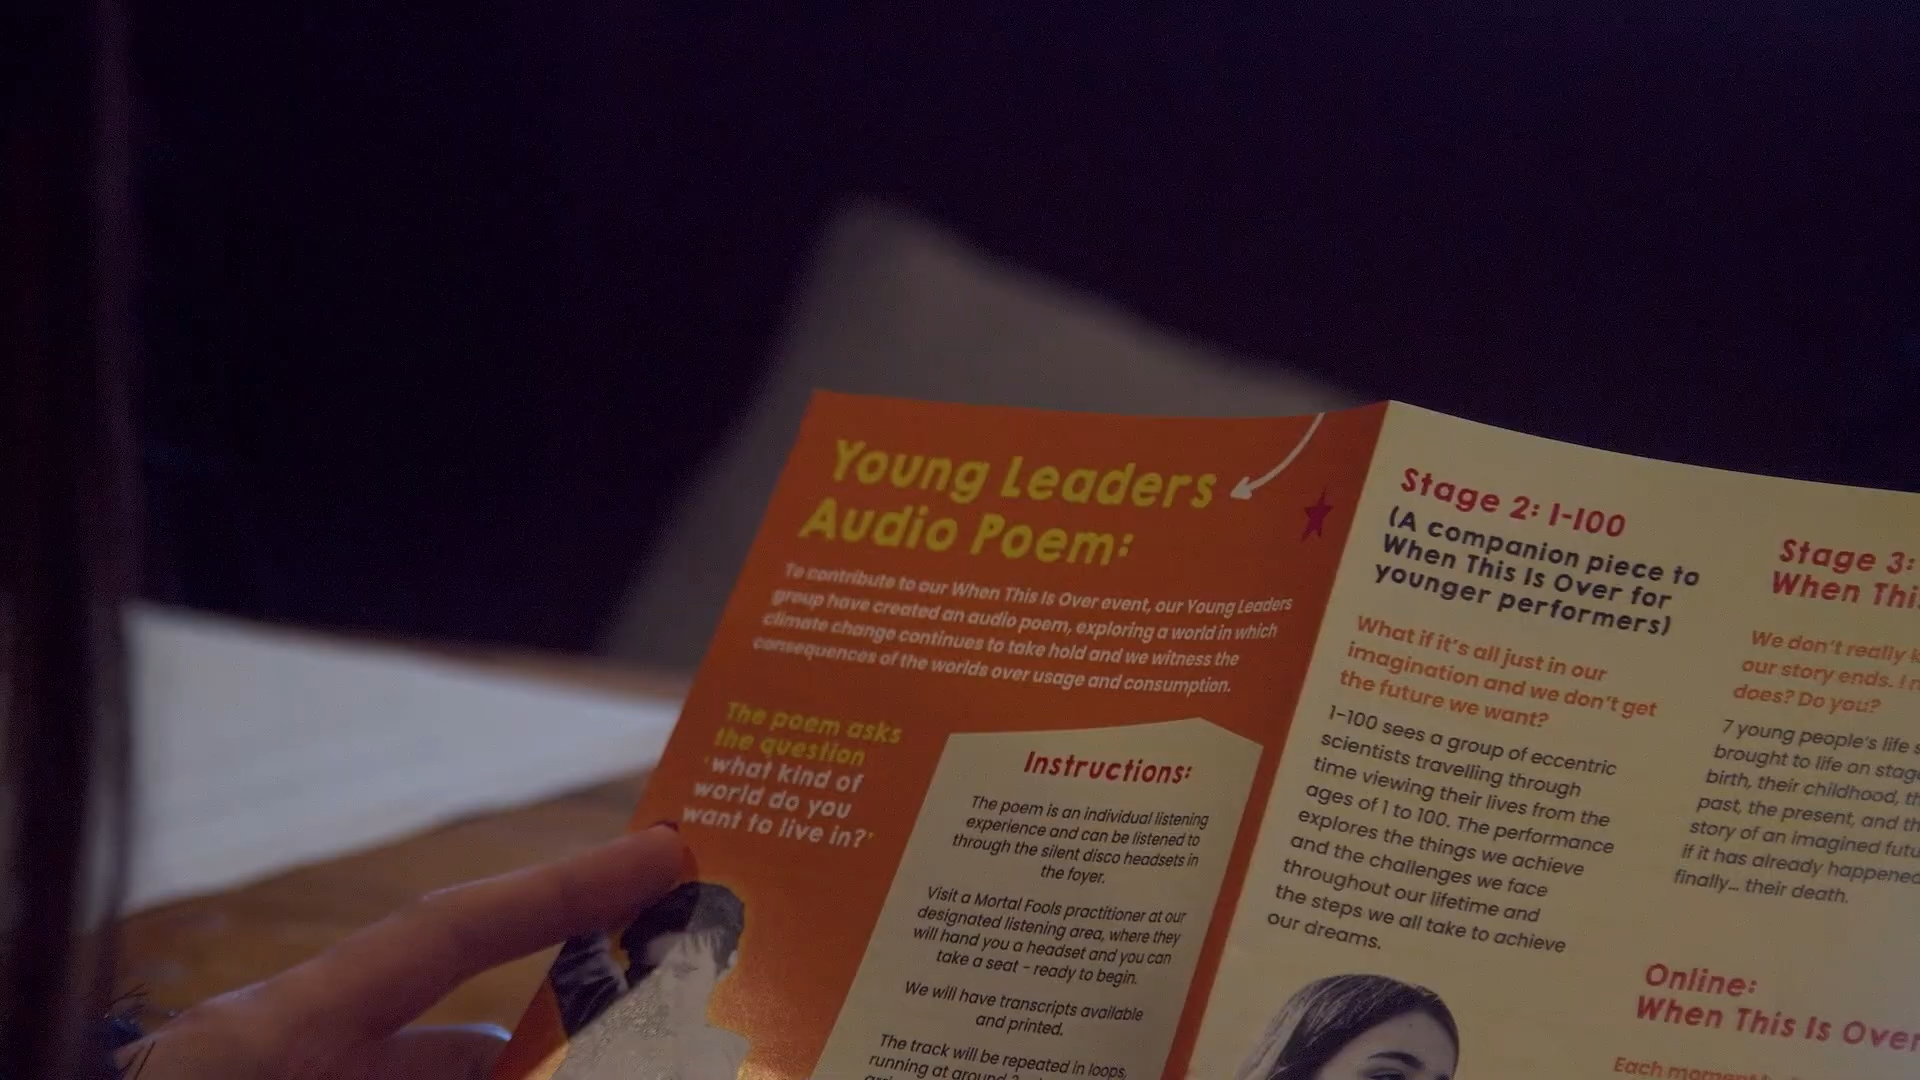 Young Leaders
Audio Poem:
To contribute to our When This Is Over event, our Young Leaders
group have created an audio poem, exploring a world in which
climate change continues to take hold and we witness the
consequences of the worlds over usage and consumption.
The poem asks
the question
'what kind of
world do you
want to live in?'
Instructions:
The poem is an individual listening
experience and can be listened to
through the silent disco headsets in
the foyer.
Visit a Mortal Fools practitioner at our
designated listening area, where they
will hand you a headset and you can
take a seat - ready to begin.
We will have transcripts available
and printed.
The track will be repeated in loops,
running at around
Stage 2: 1-100
(A companion piece to
When This Is Over for
younger performers)
What if it's all just in our
imagination and we don't get
the future we want?
1-100 sees a group of eccentric
scientists travelling through
time viewing their lives from the
ages of 1 to 100. The performance
explores the things we achieve
and the challenges we face
throughout our lifetime and
the steps we all take to achieve
our dreams.
Stage 3:
When This
We don't really
our story ends.
does? Do you?
7 young people's life
brought to life on stage
birth, their childhood,
past, the present, and
story of an imagined
if it has already happened
finally... their death.
Online:
When This Is Over
Each moment